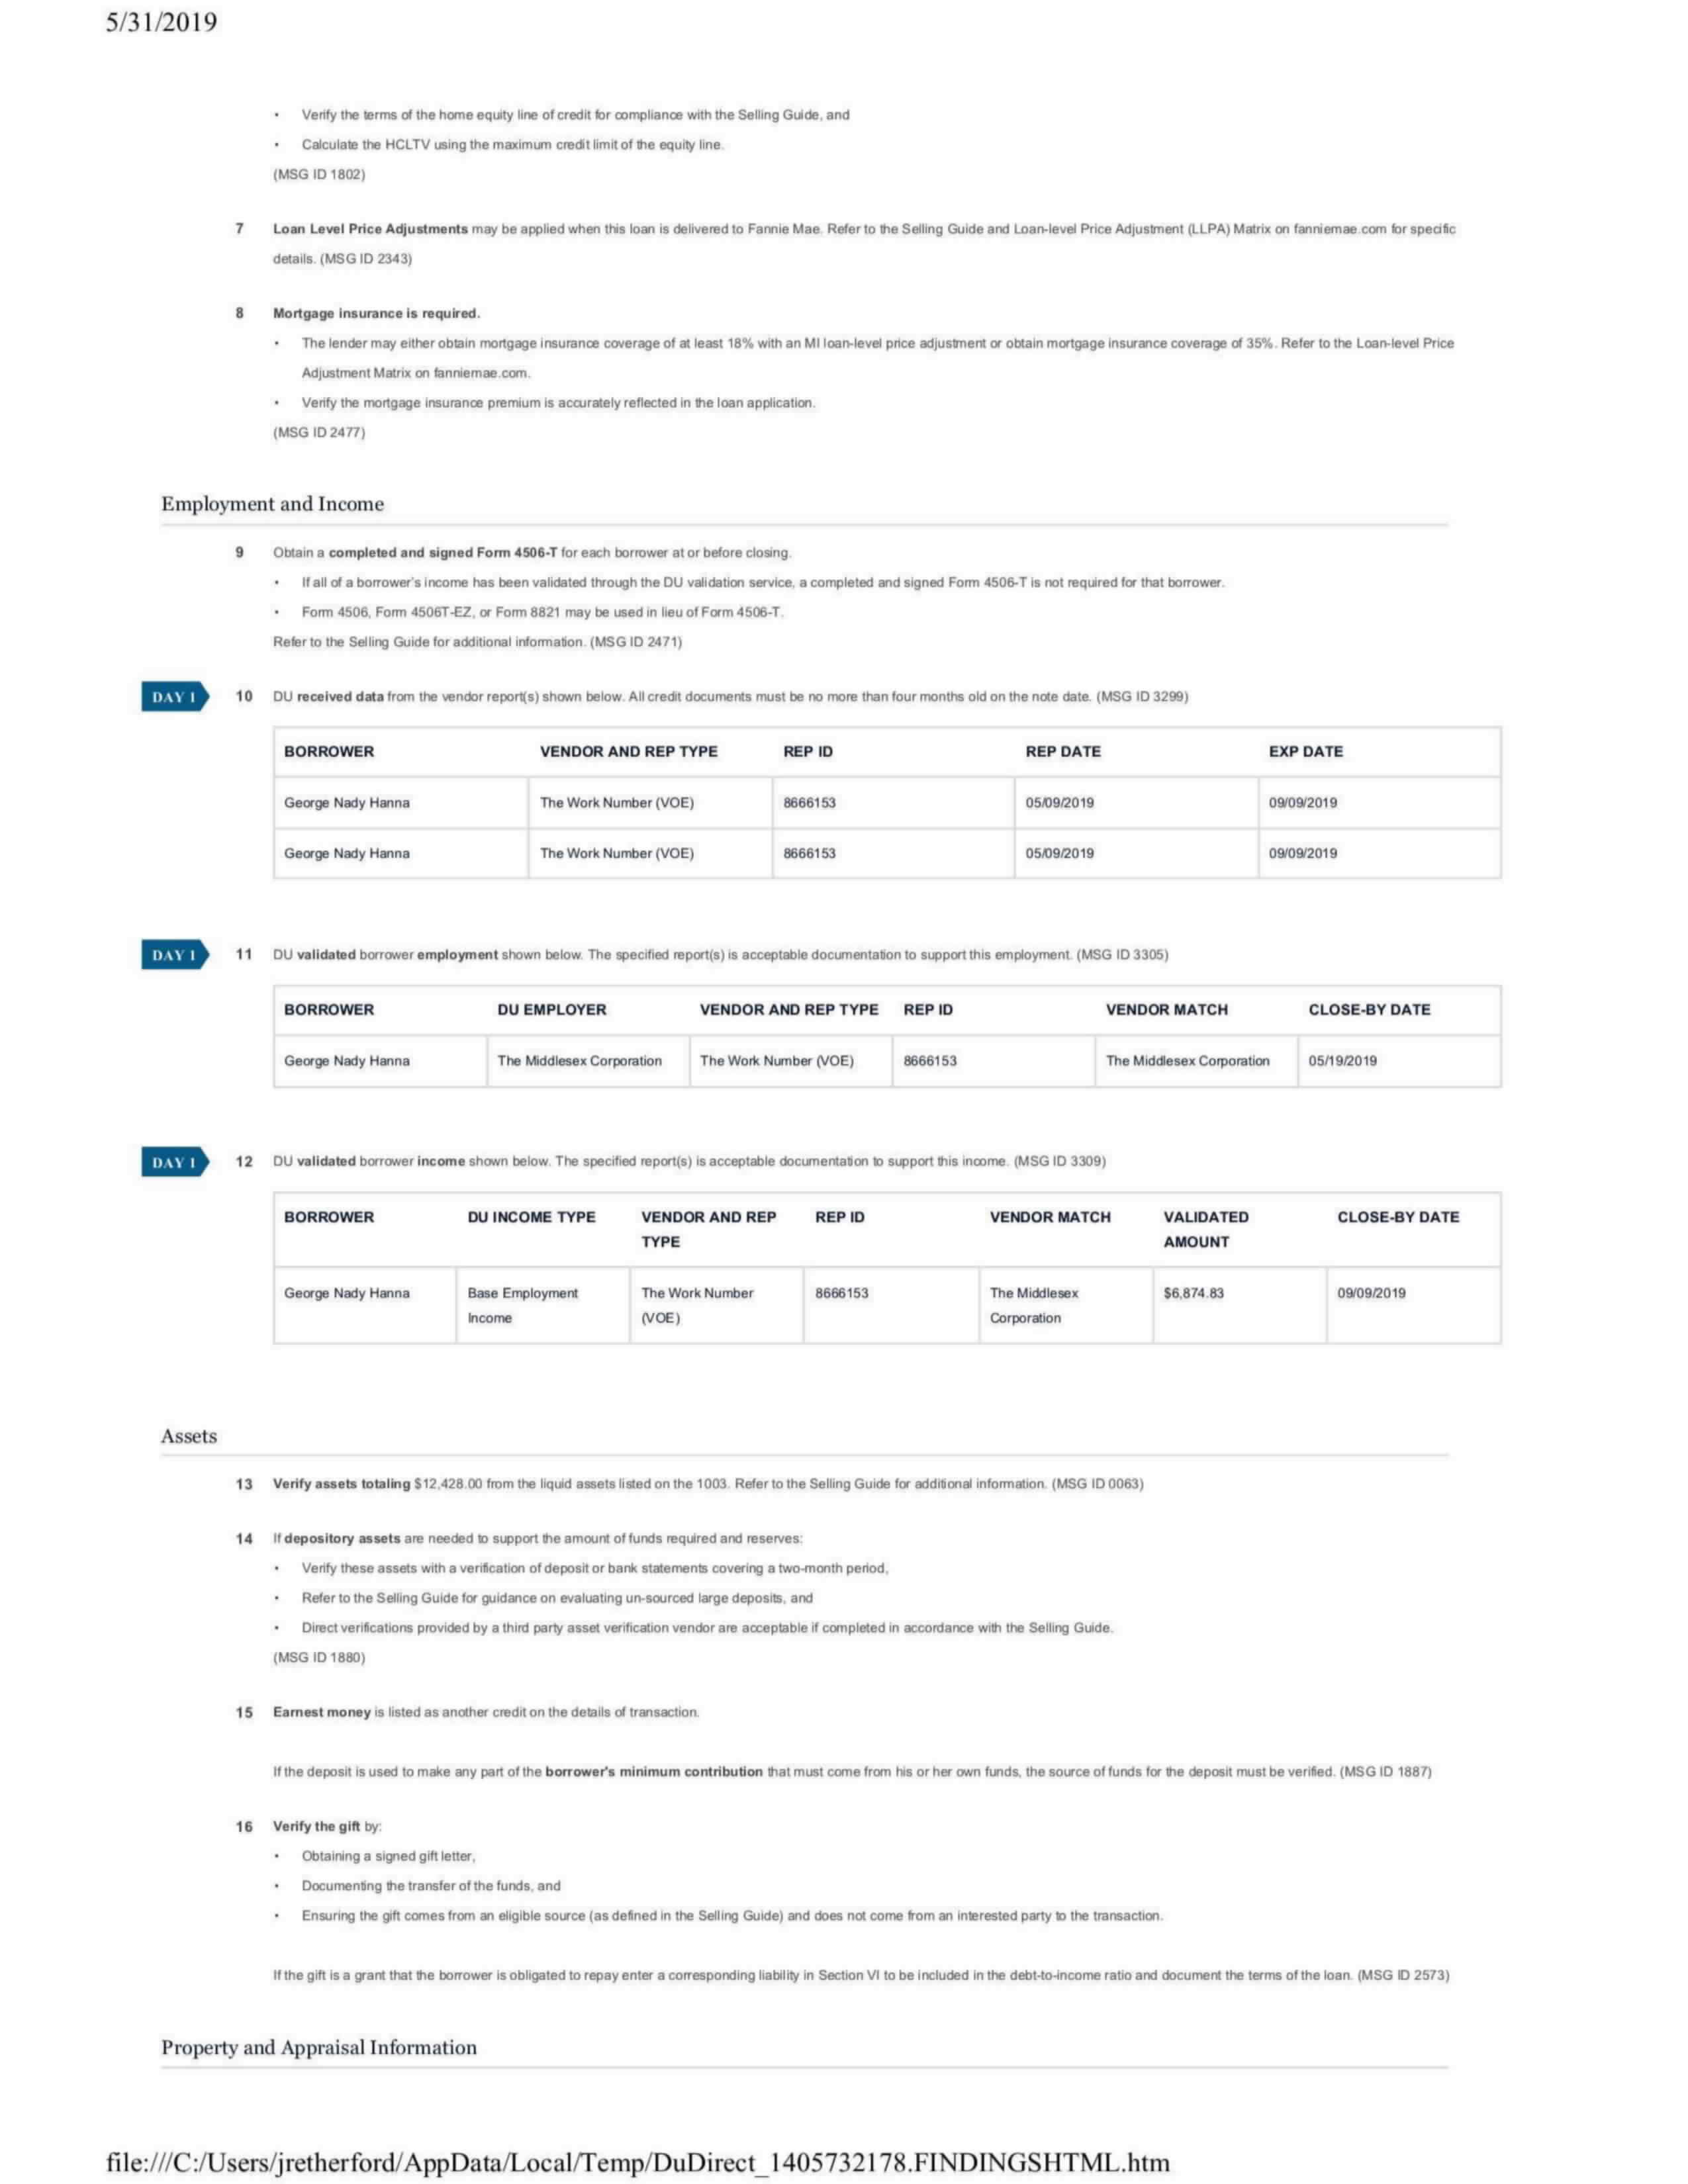 5/31/2019
• Verify the terms of the home equity line of credit for compliance with the Selling Guide, and
• Calculate the HCLTV using the maximum credit limit of the equity line.
(MSG ID 1802)
7 Loan Level Price Adjustments may be applied when this loan is delivered to Fannie Mae. Refer to the Selling Guide and Loan-level Price Adjustment (LLPA) Matrix on fanniemae.com for specific
details. (MSG ID 2343)
8 Mortgage insurance is required.
• The lender may either obtain mortgage insurance coverage of at least 18% with an MI loan-level price adjustment or obtain mortgage insurance coverage of 35%. Refer to the Loan-level Price
Adjustment Matrix on fanniemae.com.
• Verify the mortgage insurance premium is accurately reflected in the loan application.
(MSG ID 2477)
Employment and Income
9 Obtain a completed and signed Form 4506-T for each borrower at or before closing.
• If all of a borrower's income has been validated through the DU validation service, a completed and signed Form 4506-T is not required for that borrower.
• Form 4506, Form 4506T-EZ, or Form 8821 may be used in lieu of Form 4506-T.
Refer to the Selling Guide for additional information. (MSG ID 2471)
DAY 1 10 DU received data from the vendor report(s) shown below. All credit documents must be no more than four months old on the note date. (MSG ID 3299)
BORROWER VENDOR AND REP TYPE REP ID REP DATE EXP DATE
George Nady Hanna The Work Number (VOE) 8666153 05/09/2019 09/09/2019
George Nady Hanna The Work Number (VOE) 8666153 05/09/2019 09/09/2019
DAY 1 11 DU validated borrower employment shown below. The specified report(s) is acceptable documentation to support this employment. (MSG ID 3305)
BORROWER DU EMPLOYER VENDOR AND REP TYPE REP ID VENDOR MATCH CLOSE-BY DATE
George Nady Hanna The Middlesex Corporation The Work Number (VOE) 8666153 The Middlesex Corporation 05/19/2019
DAY 1 12 DU validated borrower income shown below. The specified report(s) is acceptable documentation to support this income. (MSG ID 3309)
BORROWER DU INCOME TYPE VENDOR AND REP REP ID VENDOR MATCH VALIDATED CLOSE-BY DATE
TYPE AMOUNT
George Nady Hanna Base Employment The Work Number 8666153 The Middlesex $6,874.83 09/09/2019
Income (VOE) Corporation
Assets
13 Verify assets totaling $12,428.00 from the liquid assets listed on the 1003. Refer to the Selling Guide for additional information. (MSG ID 0063)
14 If depository assets are needed to support the amount of funds required and reserves:
• Verify these assets with a verification of deposit or bank statements covering a two-month period,
• Refer to the Selling Guide for guidance on evaluating un-sourced large deposits, and
• Direct verifications provided by a third party asset verification vendor are acceptable if completed in accordance with the Selling Guide.
(MSG ID 1880)
15 Earnest money is listed as another credit on the details of transaction.
If the deposit is used to make any part of the borrower's minimum contribution that must come from his or her own funds, the source of funds for the deposit must be verified. (MSG ID 1887)
16 Verify the gift by:
• Obtaining a signed gift letter,
• Documenting the transfer of the funds, and
• Ensuring the gift comes from an eligible source (as defined in the Selling Guide) and does not come from an interested party to the transaction.
If the gift is a grant that the borrower is obligated to repay enter a corresponding liability in Section VI to be included in the debt-to-income ratio and document the terms of the loan. (MSG ID 2573)
Property and Appraisal Information
file:///C:/Users/jretherford/AppData/Local/Temp/DuDirect_1405732178.FINDINGSHTML.htm